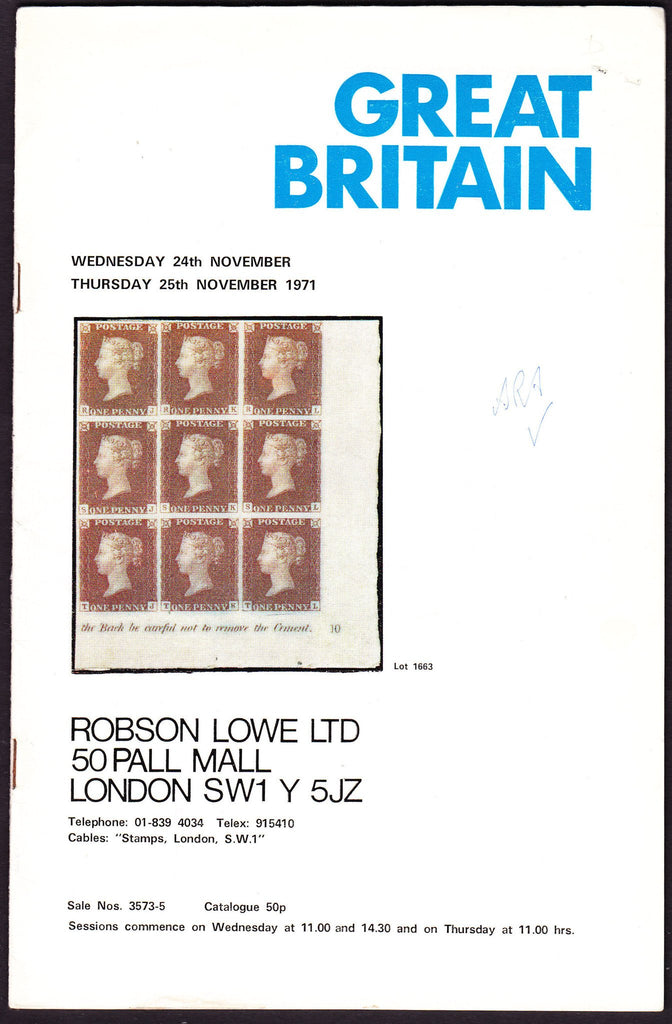 GREAT
BRITAIN
WEDNESDAY 24th NOVEMBER
THURSDAY 25th NOVEMBER 1971
POSTAGE POSTAGE POSTAGE
R ONE PENNY J R ONE PENNY K R ONE PENNY L
S ONE PENNY J S ONE PENNY K S ONE PENNY L
POSTAGE POSTAGE POSTAGE
T ONE PENNY J T ONE PENNY K T ONE PENNY L
the Back be careful not to remove the Cement. 10
Lot 1663
ROBSON LOWE LTD
50 PALL MALL
LONDON SW1 Y 5JZ
Telephone: 01-839 4034 Telex: 915410
Cables: "Stamps, London, S.W.1"
Sale Nos. 3573-5 Catalogue 50p
Sessions commence on Wednesday at 11.00 and 14.30 and on Thursday at 11.00 hrs.